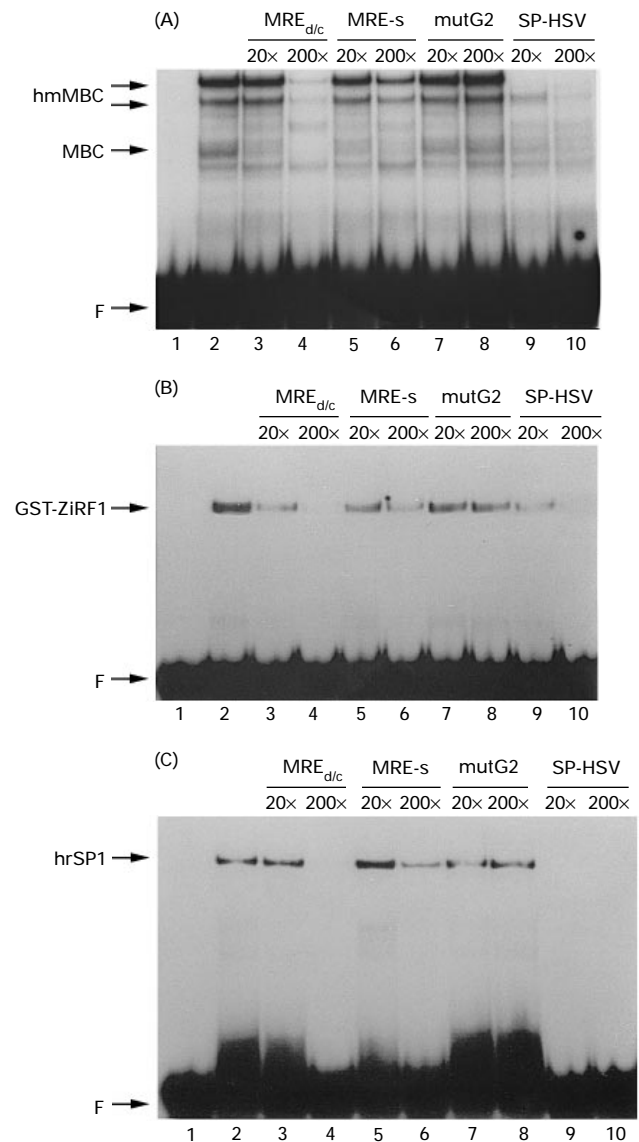 (A)
MRE d/c MRE-s mutG2 SP-HSV
20× 200× 20× 200× 20× 200× 20× 200×
hmMBC
MBC
F
1 2 3 4 5 6 7 8 9 10
(B)
MRE d/c MRE-s mutG2 SP-HSV
20× 200× 20× 200× 20× 200× 20× 200×
GST-ZiRF1
F
1 2 3 4 5 6 7 8 9 10
(C)
MRE d/c MRE-s mutG2 SP-HSV
20× 200× 20× 200× 20× 200× 20× 200×
hrSP1
F
1 2 3 4 5 6 7 8 9 10